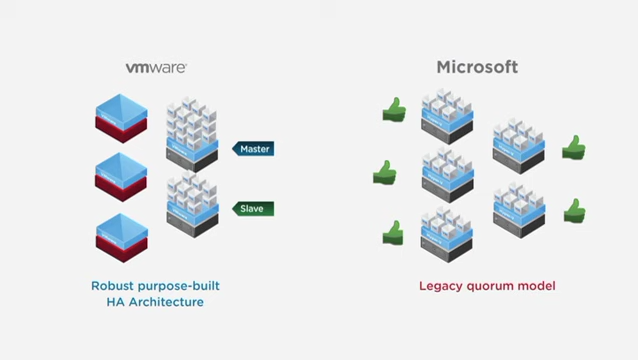 vmware
Microsoft
Master
Slave
Robust purpose-built
HA Architecture
Legacy quorum model